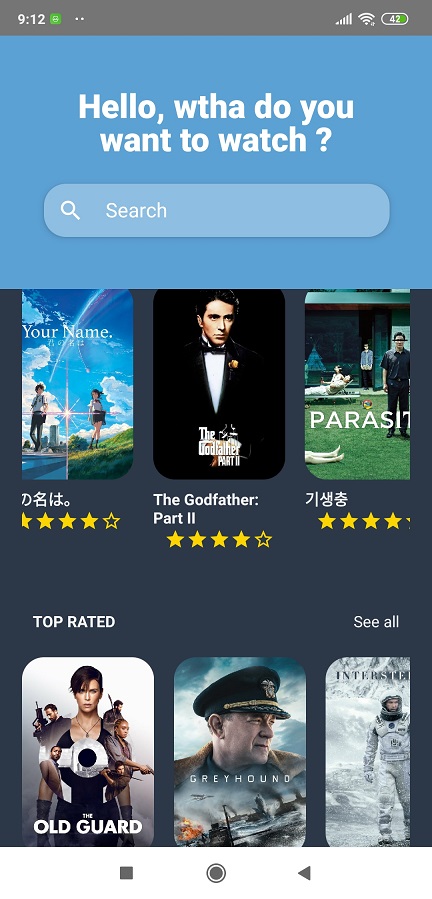 9:12
42
Hello, wtha do you
want to watch ?
Search
Your Name.
君の名は
The
Godfather
PART II
PARASIT
の名は。
The Godfather:
Part II
기생충
TOP RATED
See all
THE
OLD GUARD
GREYHOUND
INTERSTE